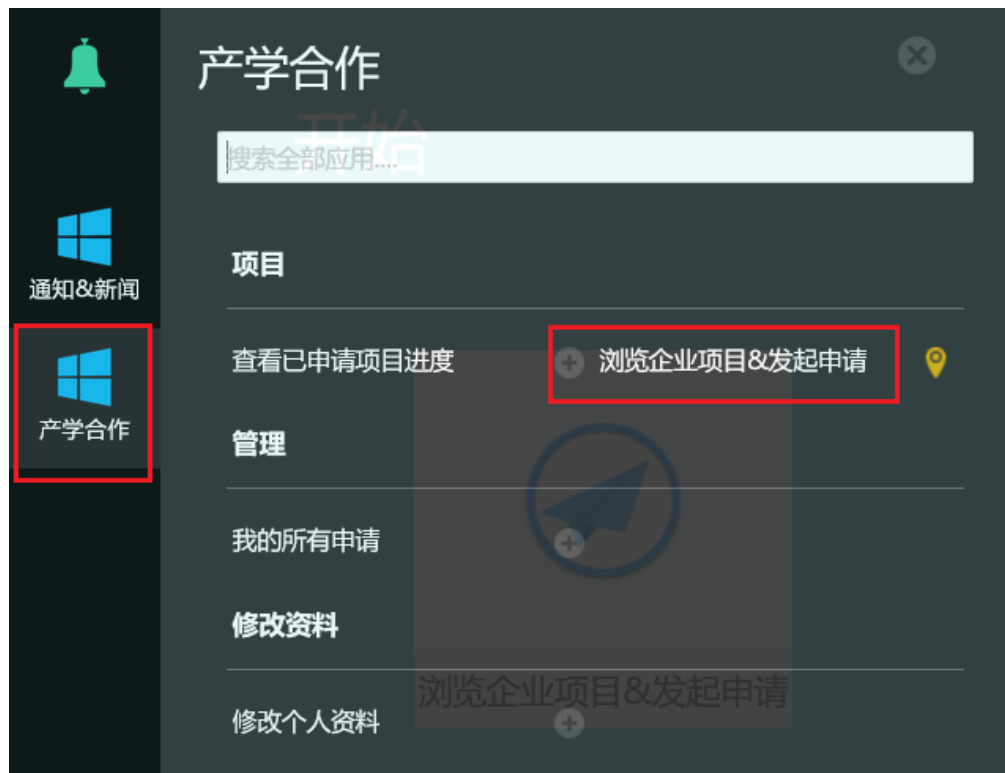 产学合作
开始
搜索全部应用....
项目
通知&新闻
查看已申请项目进度
浏览企业项目&发起申请
产学合作
管理
我的所有申请
修改资料
浏览企业项目&发起申请
修改个人资料